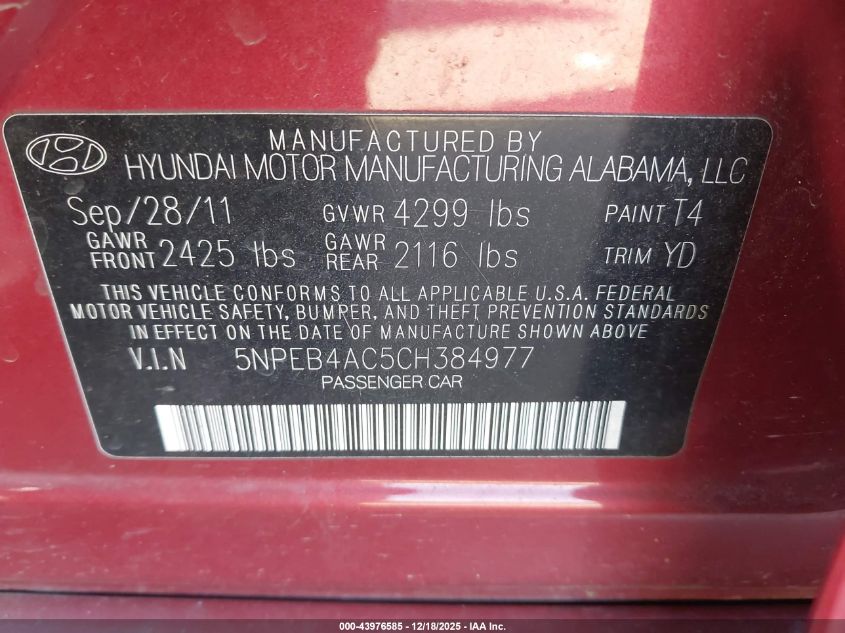 MANUFACTURED BY
HYUNDAI MOTOR MANUFACTURING ALABAMA, LLC
Sep/28/11 GVWR 4299 lbs PAINT T4
GAWR FRONT 2425 lbs GAWR REAR 2116 lbs TRIM YD
THIS VEHICLE CONFORMS TO ALL APPLICABLE U.S.A. FEDERAL
MOTOR VEHICLE SAFETY, BUMPER, AND THEFT PREVENTION STANDARDS
IN EFFECT ON THE DATE OF MANUFACTURE SHOWN ABOVE
V.I.N 5NPEB4AC5CH384977
PASSENGER CAR
000-43976585 - 12/18/2025 - IAA Inc.